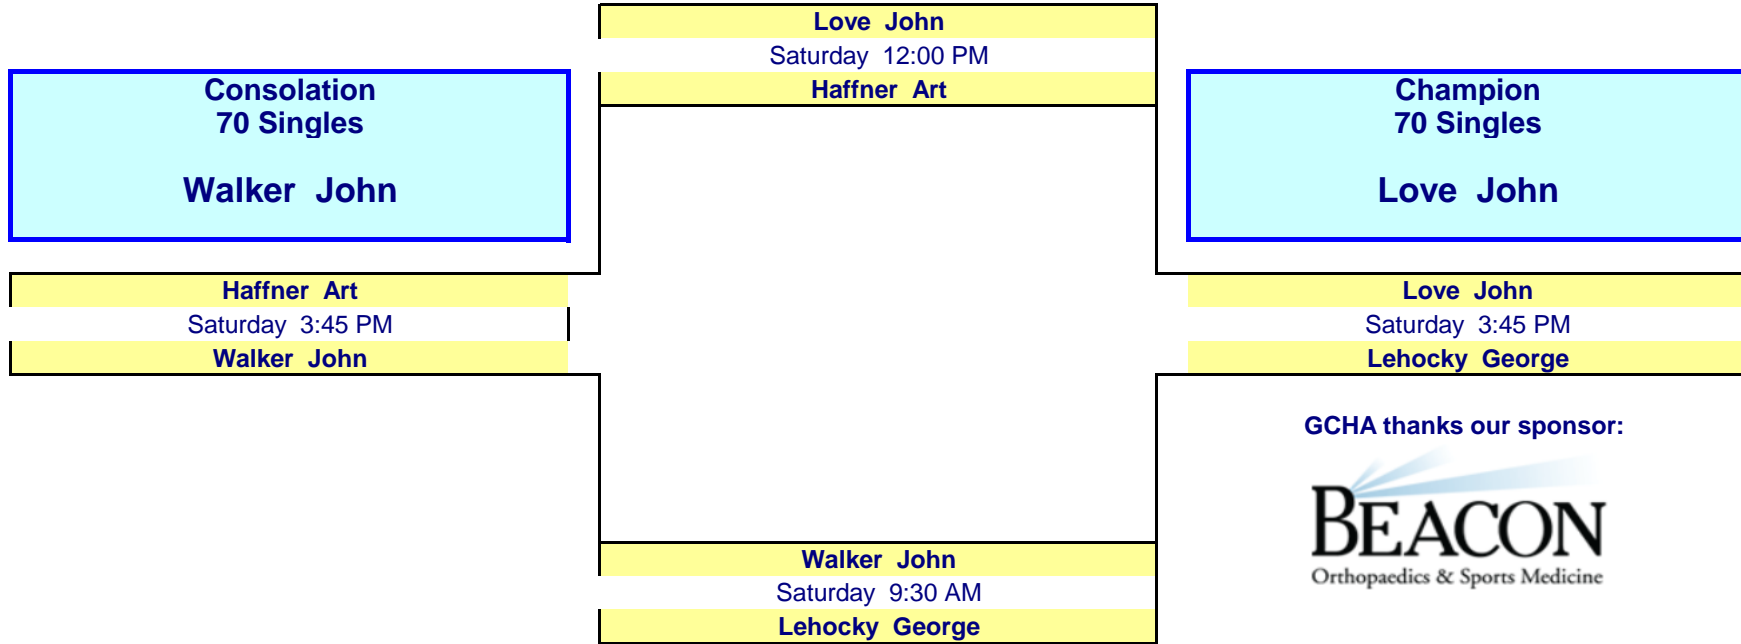 Love John
Saturday 12:00 PM
Haffner Art
Consolation
70 Singles
Walker John
Champion
70 Singles
Love John
Haffner Art
Saturday 3:45 PM
Walker John
Love John
Saturday 3:45 PM
Lehocky George
GCHA thanks our sponsor:
BEACON
Orthopaedics & Sports Medicine
Walker John
Saturday 9:30 AM
Lehocky George